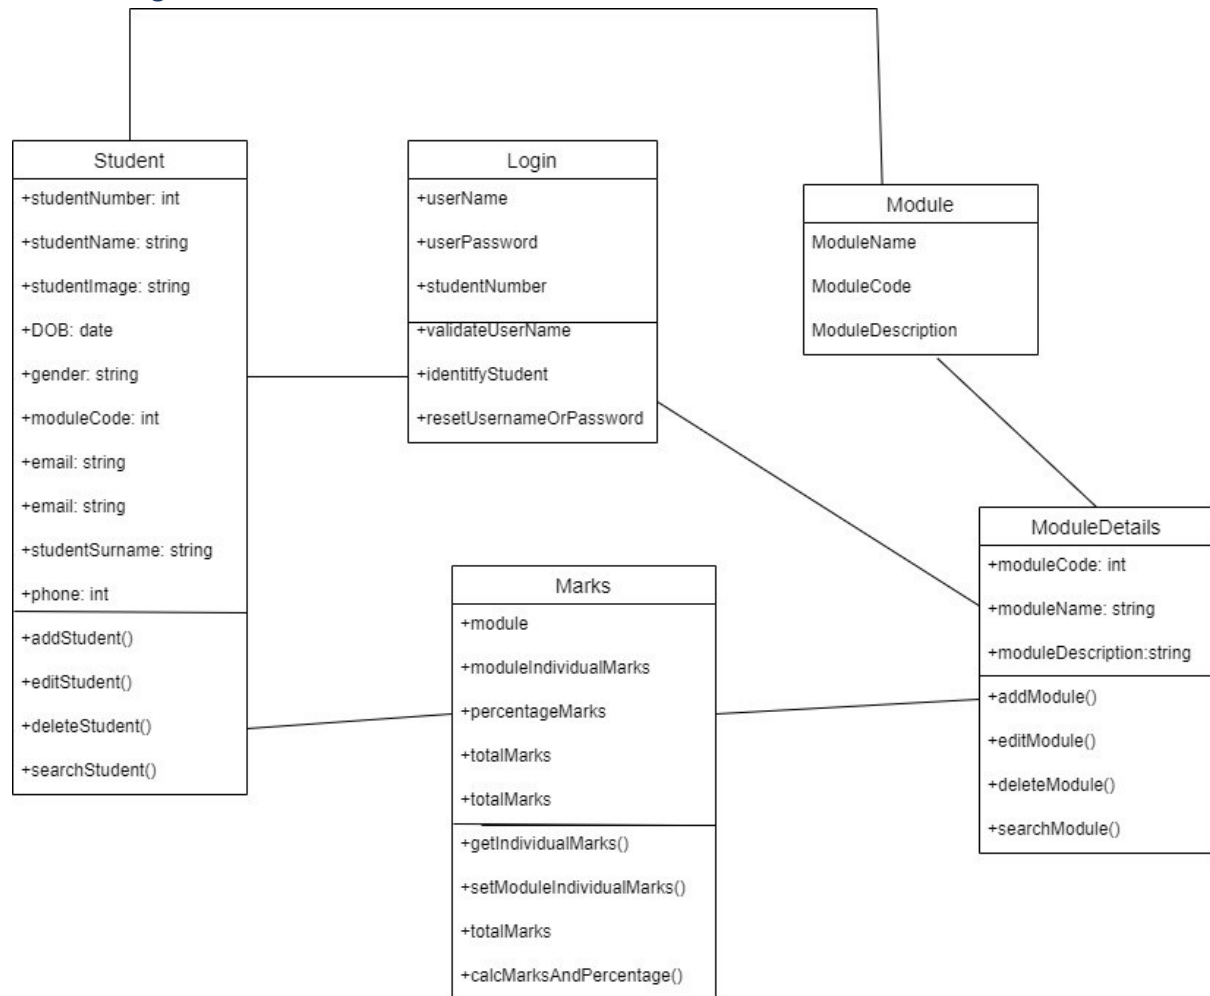 Student
+studentNumber: int
+studentName: string
+studentImage: string
+DOB: date
+gender: string
+moduleCode: int
+email: string
+email: string
+studentSurname: string
+phone: int
+addStudent()
+editStudent()
+deleteStudent()
+searchStudent()
Login
+userName
+userPassword
+studentNumber
+validateUserName
+identitfyStudent
+resetUsernameOrPassword
Module
ModuleName
ModuleCode
ModuleDescription
Marks
+module
+moduleIndividualMarks
+percentageMarks
+totalMarks
+totalMarks
+getIndividualMarks()
+setModuleIndividualMarks()
+totalMarks
+calcMarksAndPercentage()
ModuleDetails
+moduleCode: int
+moduleName: string
+moduleDescription:string
+addModule()
+editModule()
+deleteModule()
+searchModule()